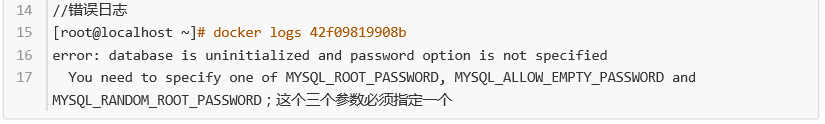 14 //错误日志
15 [root@localhost ~]# docker logs 42f09819908b
16 error: database is uninitialized and password option is not specified
17 You need to specify one of MYSQL_ROOT_PASSWORD, MYSQL_ALLOW_EMPTY_PASSWORD and
MYSQL_RANDOM_ROOT_PASSWORD；这个三个参数必须指定一个